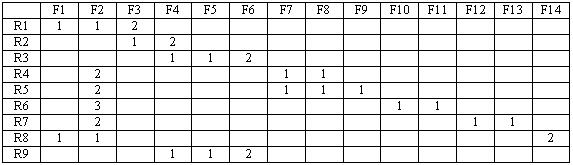 F1 F2 F3 F4 F5 F6 F7 F8 F9 F10 F11 F12 F13 F14
R1 1 1 2
R2 1 2
R3 1 1 2
R4 2 1 1
R5 2 1 1 1
R6 3 1 1
R7 2 1 1
R8 1 1 2
R9 1 1 2